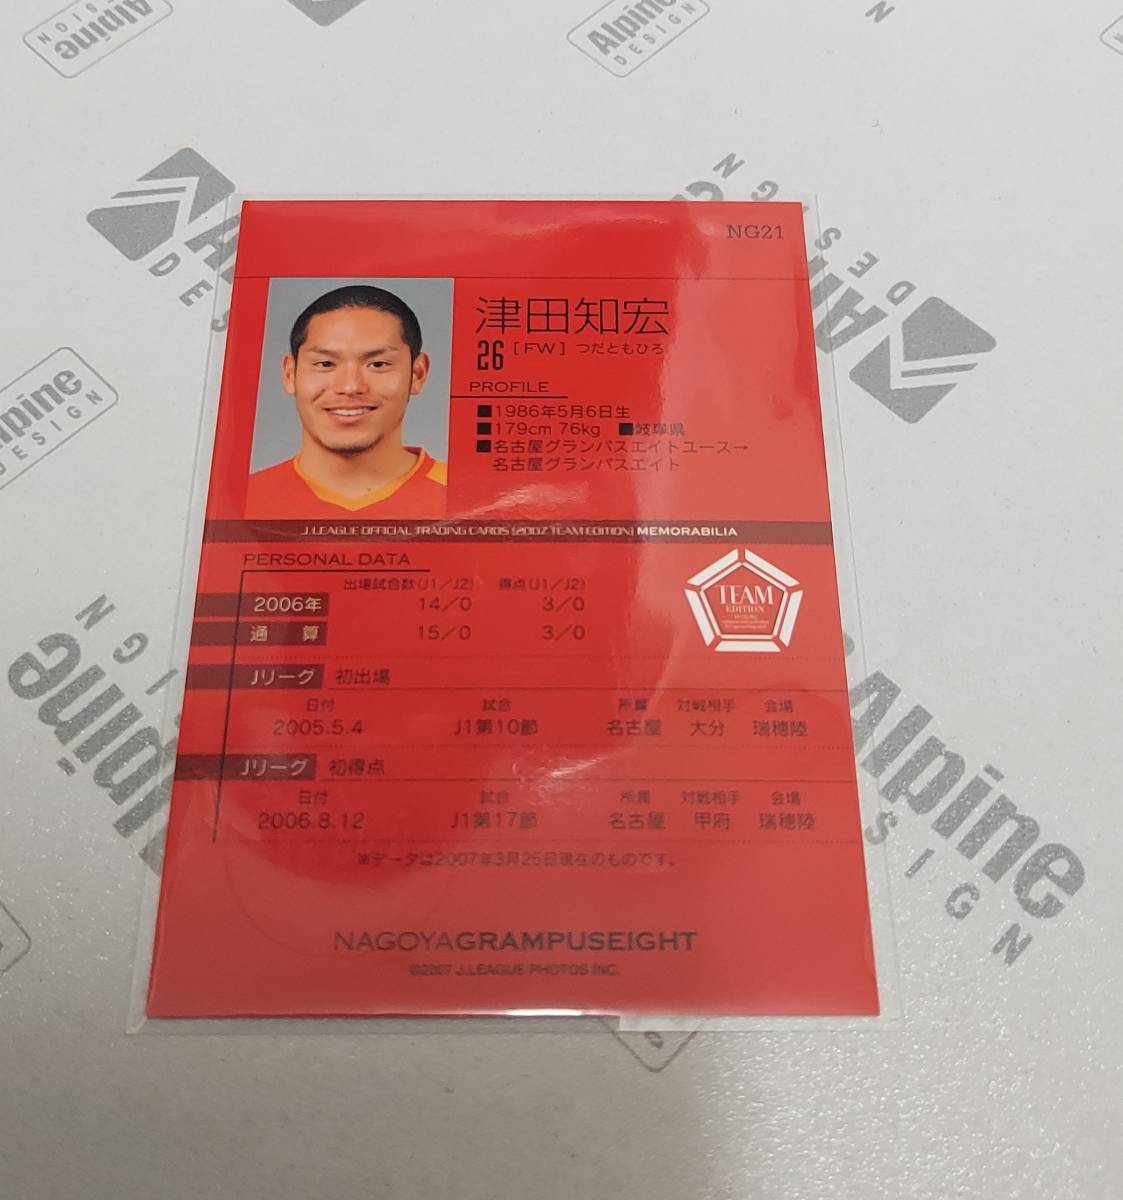 Alpine
DESIGN
Alpine
DESIGN
NG21
津田知宏
26 [FW] つだともひろ
PROFILE
■1986年5月6日生
■179cm 76kg ■岐阜県
■名古屋グランパスエイトユース→
名古屋グランパスエイト
J.LEAGUE OFFICIAL TRADING CARDS [2007 TEAM EDITION] MEMORABILIA
PERSONAL DATA
TEAM
EDITION
出場試合数(J1/J2) 得点(J1/J2)
2006年 14/0 3/0
通 算 15/0 3/0
Jリーグ 初出場
日付 試合 所属 対戦相手 会場
2005.5.4 J1第10節 名古屋 大分 瑞穂陸
Jリーグ 初得点
日付 試合 所属 対戦相手 会場
2006.8.12 J1第17節 名古屋 甲府 瑞穂陸
※データは2007年3月25日現在のものです。
NAGOYAGRAMPUSEIGHT
©2007 J.LEAGUE PHOTOS INC.
Alpine
DESIGN